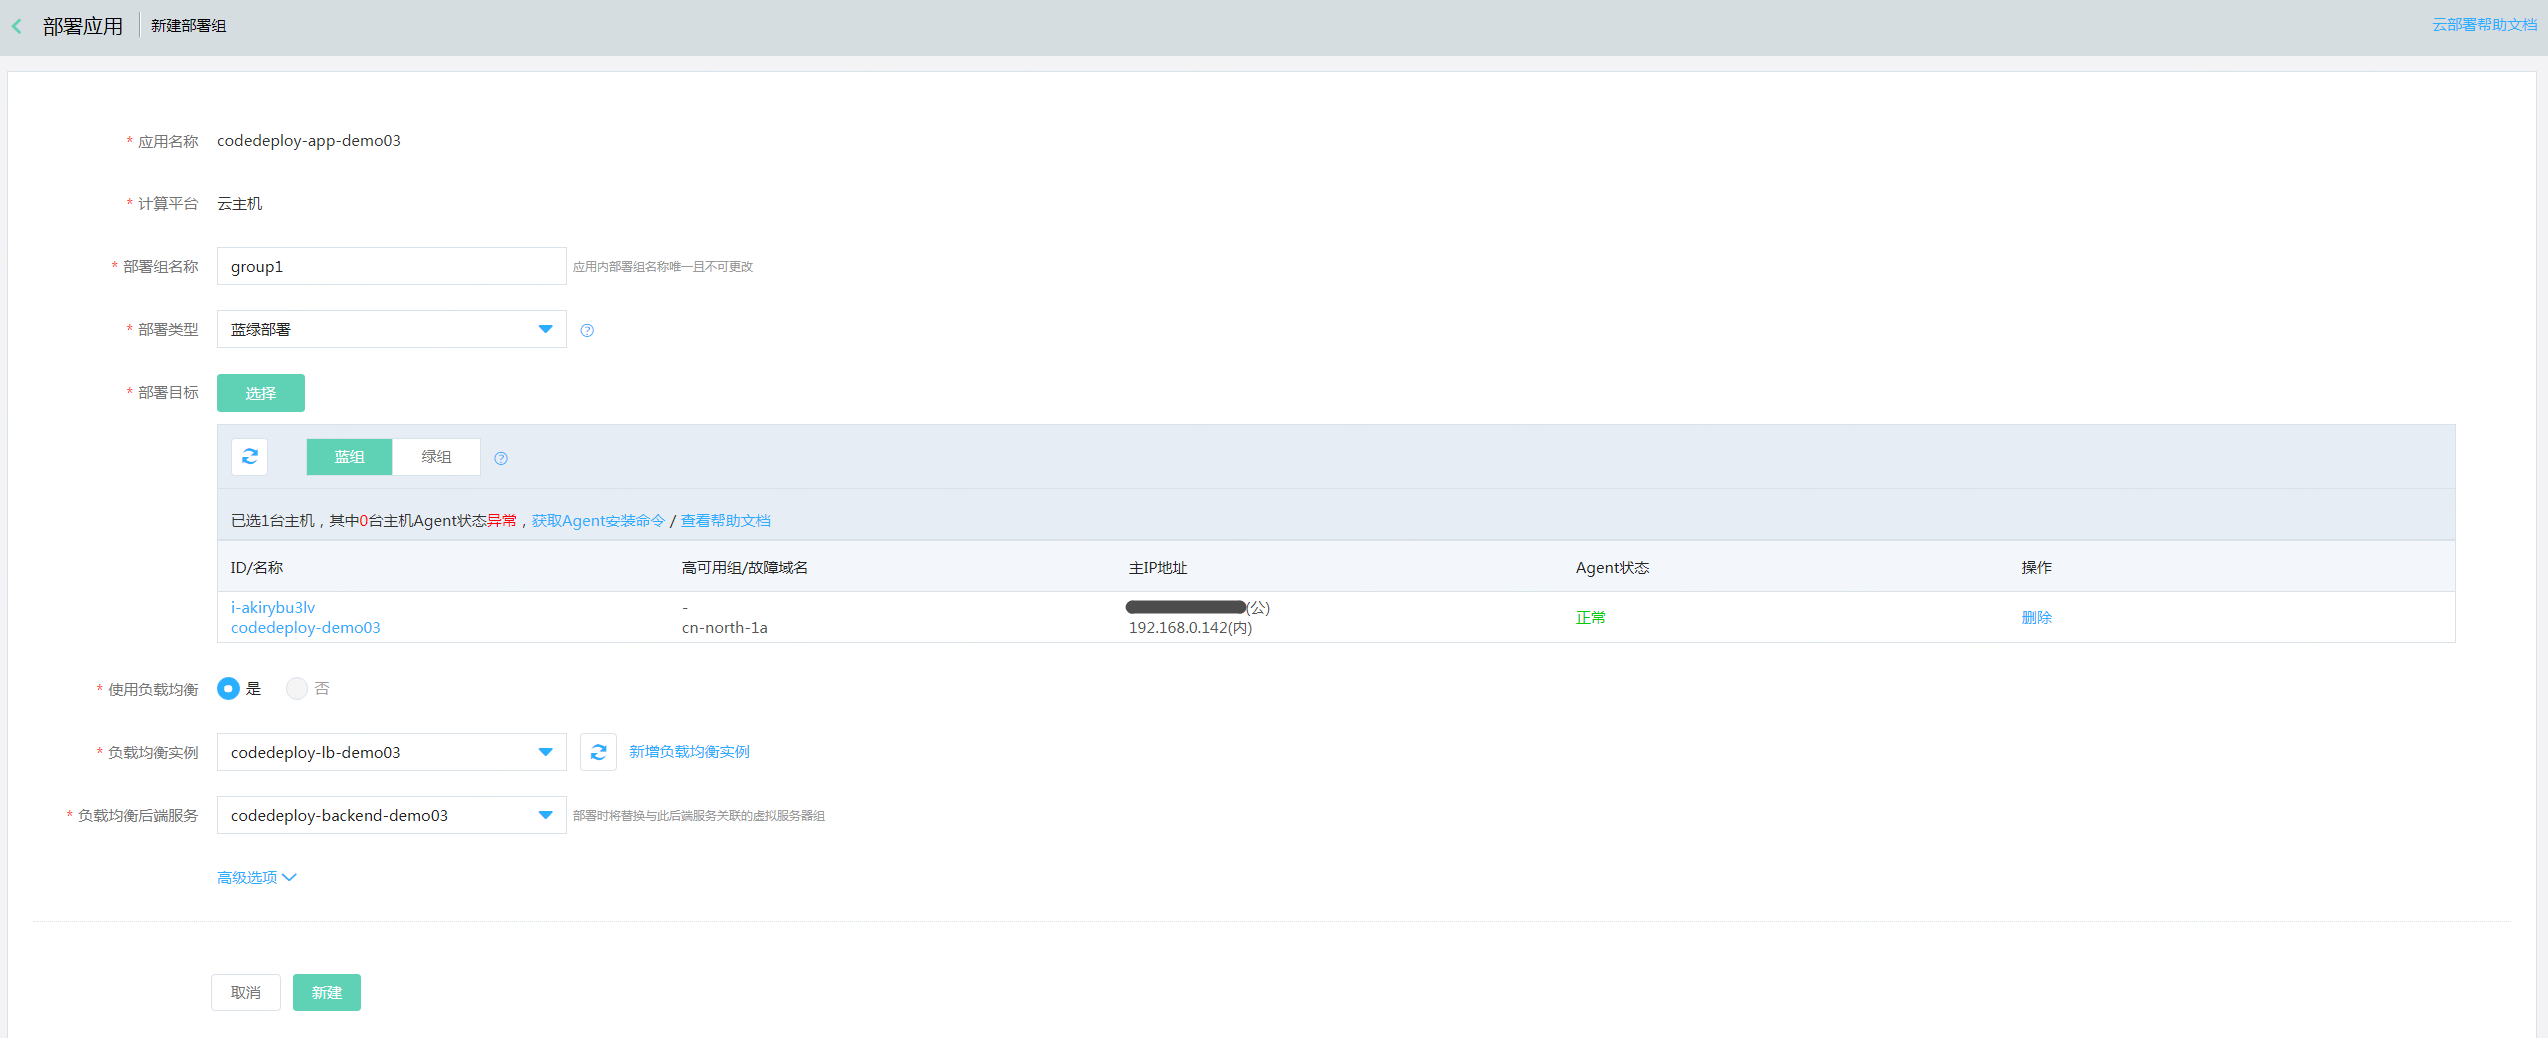 部署应用 新建部署组 云部署帮助文档
* 应用名称 codedeploy-app-demo03
* 计算平台 云主机
* 部署组名称 group1 应用内部署组名称唯一且不可更改
* 部署类型 蓝绿部署
* 部署目标 选择
蓝组 绿组
已选1台主机，其中0台主机Agent状态异常，获取Agent安装命令 / 查看帮助文档
ID/名称 高可用组/故障域名 主IP地址 Agent状态 操作
i-akirybu3lv - (公)
codedeploy-demo03 cn-north-1a 192.168.0.142(内) 正常 删除
* 使用负载均衡 是 否
* 负载均衡实例 codedeploy-lb-demo03 新增负载均衡实例
* 负载均衡后端服务 codedeploy-backend-demo03 部署时将替换与此后端服务关联的虚拟服务器组
高级选项
取消 新建